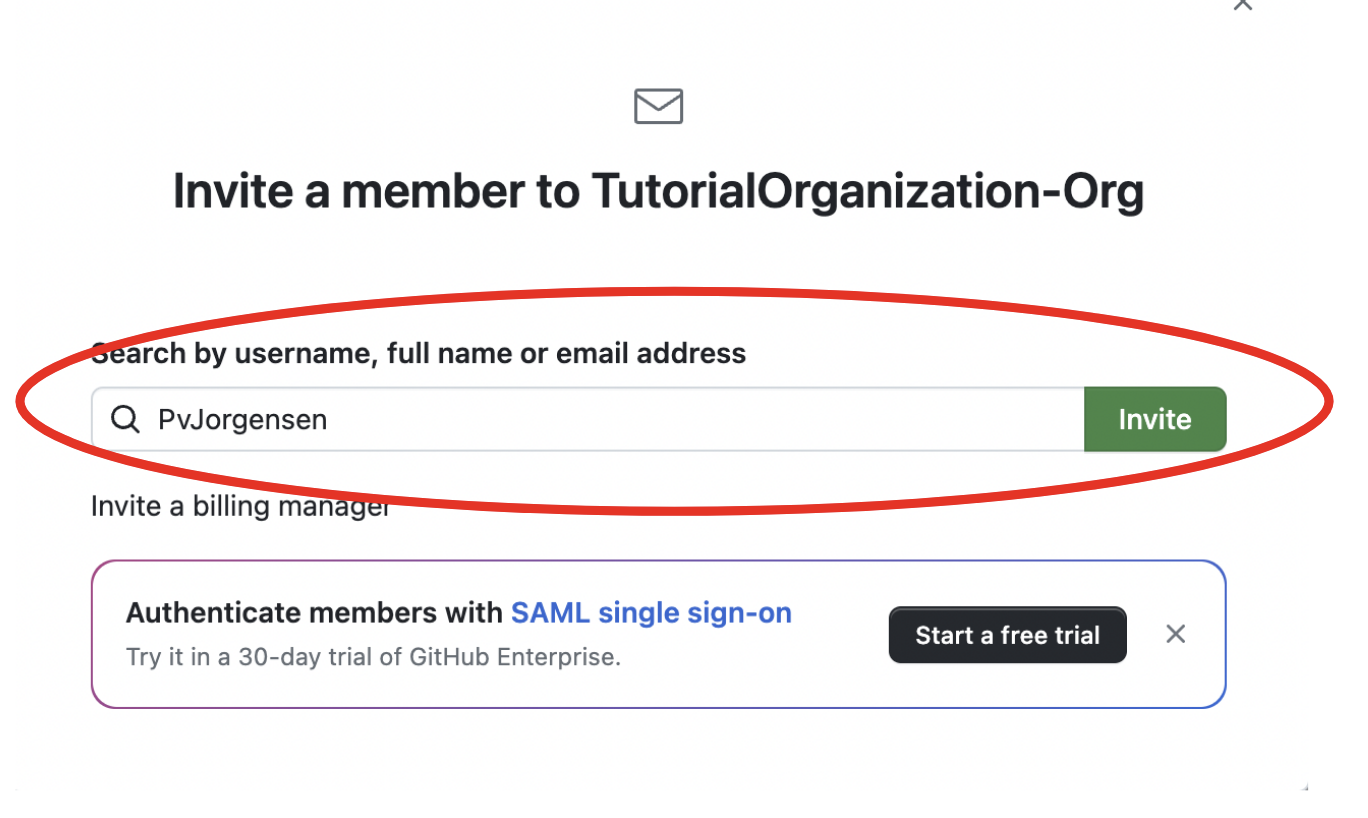 Invite a member to TutorialOrganization-Org
Search by username, full name or email address
PvJorgensen
Invite
Invite a billing manager
Authenticate members with SAML single sign-on
Try it in a 30-day trial of GitHub Enterprise.
Start a free trial